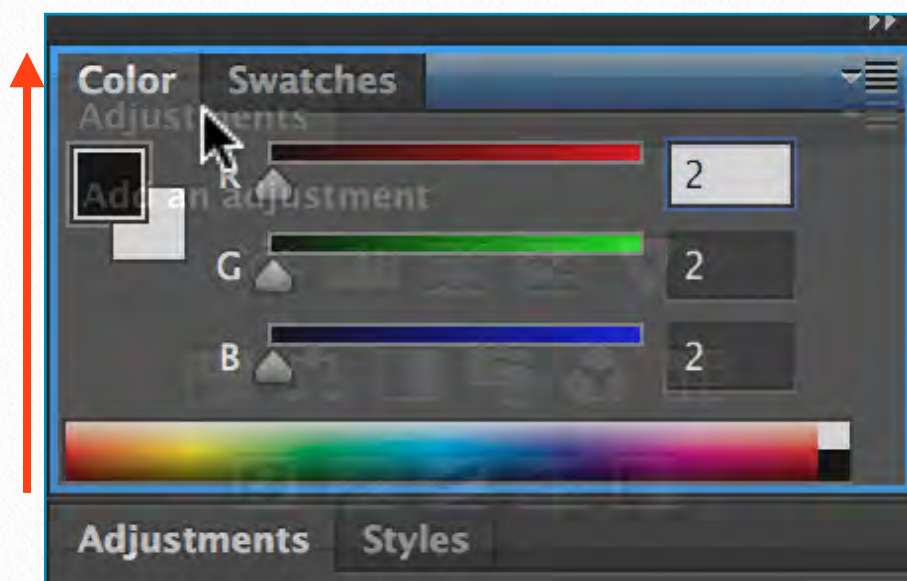 Color Swatches
Adjustments
R 2
Add an adjustment
G 2
B 2
Adjustments Styles